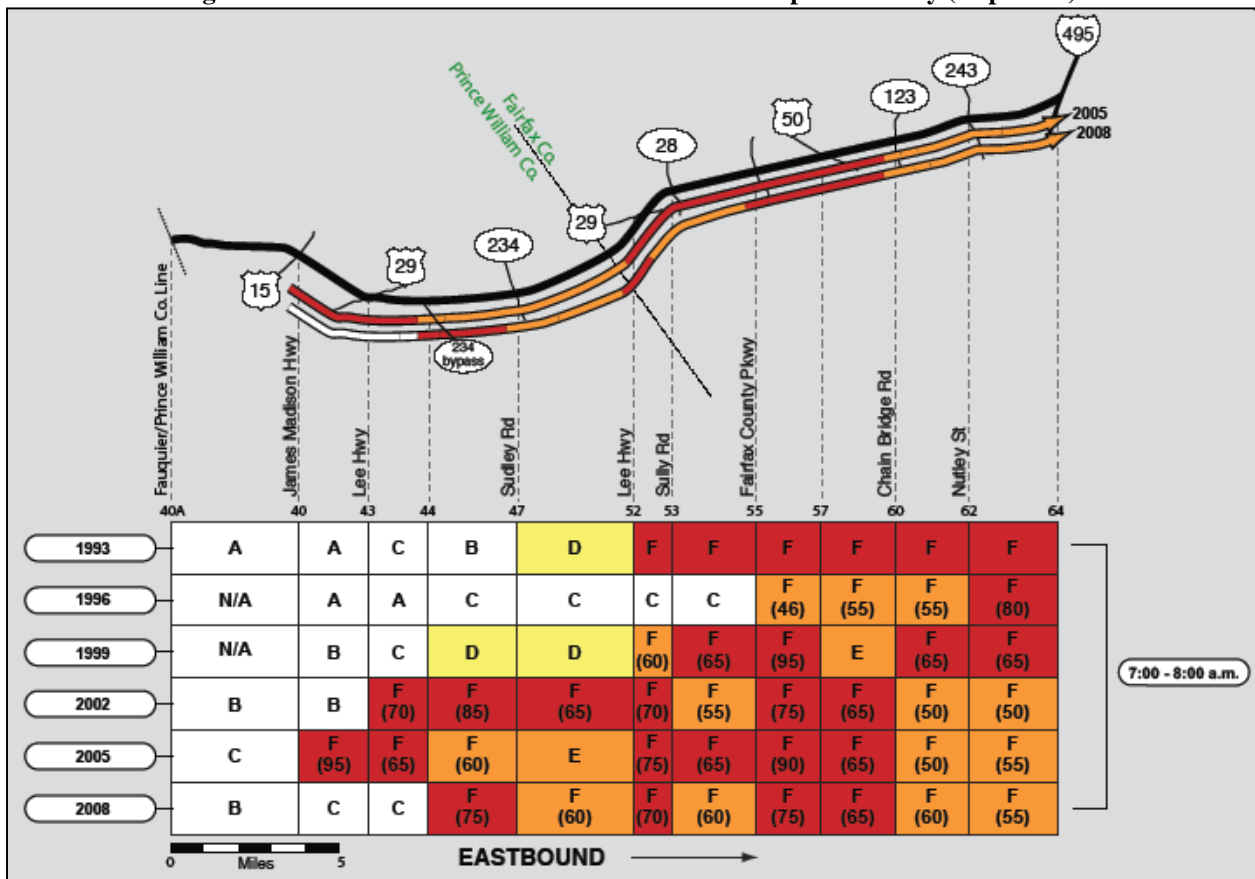 495
243
Fairfax Co.
Prince William Co.
123
2005
2008
50
28
29
234
29
15
234
bypass
Fauquier/Prince William Co. Line
James Madison Hwy
Lee Hwy
Sudley Rd
Lee Hwy
Sully Rd
Fairfax County Pkwy
Chain Bridge Rd
Nutley St
40A 40 43 44 47 52 53 55 57 60 62 64
1993 A A C B D F F F F F F
1996 N/A A A C C C C F (46) F (55) F (55) F (80)
1999 N/A B C D D F (60) F (65) F (95) E F (65) F (65)
7:00 - 8:00 a.m.
2002 B B F (70) F (85) F (65) F (70) F (55) F (75) F (65) F (50) F (50)
2005 C F (95) F (65) F (60) E F (75) F (65) F (90) F (65) F (50) F (55)
2008 B C C F (75) F (60) F (70) F (60) F (75) F (65) F (60) F (55)
0 Miles 5
EASTBOUND